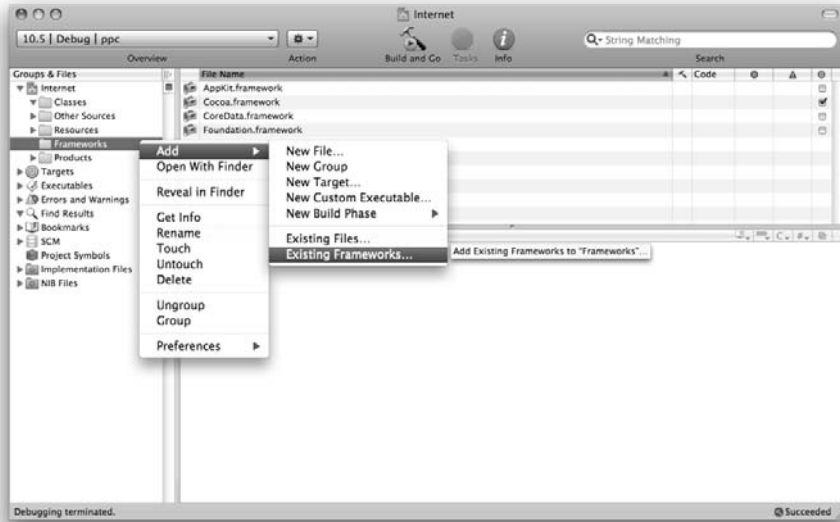 Internet
10.5 | Debug | ppc
String Matching
Overview
Action
Build and Go
Tasks
Info
Search
Groups & Files
File Name
Code
Internet
Classes
Other Sources
Resources
Frameworks
Products
Targets
Executables
Errors and Warnings
Find Results
Bookmarks
SCM
Project Symbols
Implementation Files
NIB Files
AppKit.framework
Cocoa.framework
CoreData.framework
Foundation.framework
Add
Open With Finder
Reveal in Finder
Get Info
Rename
Touch
Untouch
Delete
Ungroup
Group
Preferences
New File...
New Group
New Target...
New Custom Executable...
New Build Phase
Existing Files...
Existing Frameworks...
Add Existing Frameworks to "Frameworks"...
Debugging terminated.
Succeeded